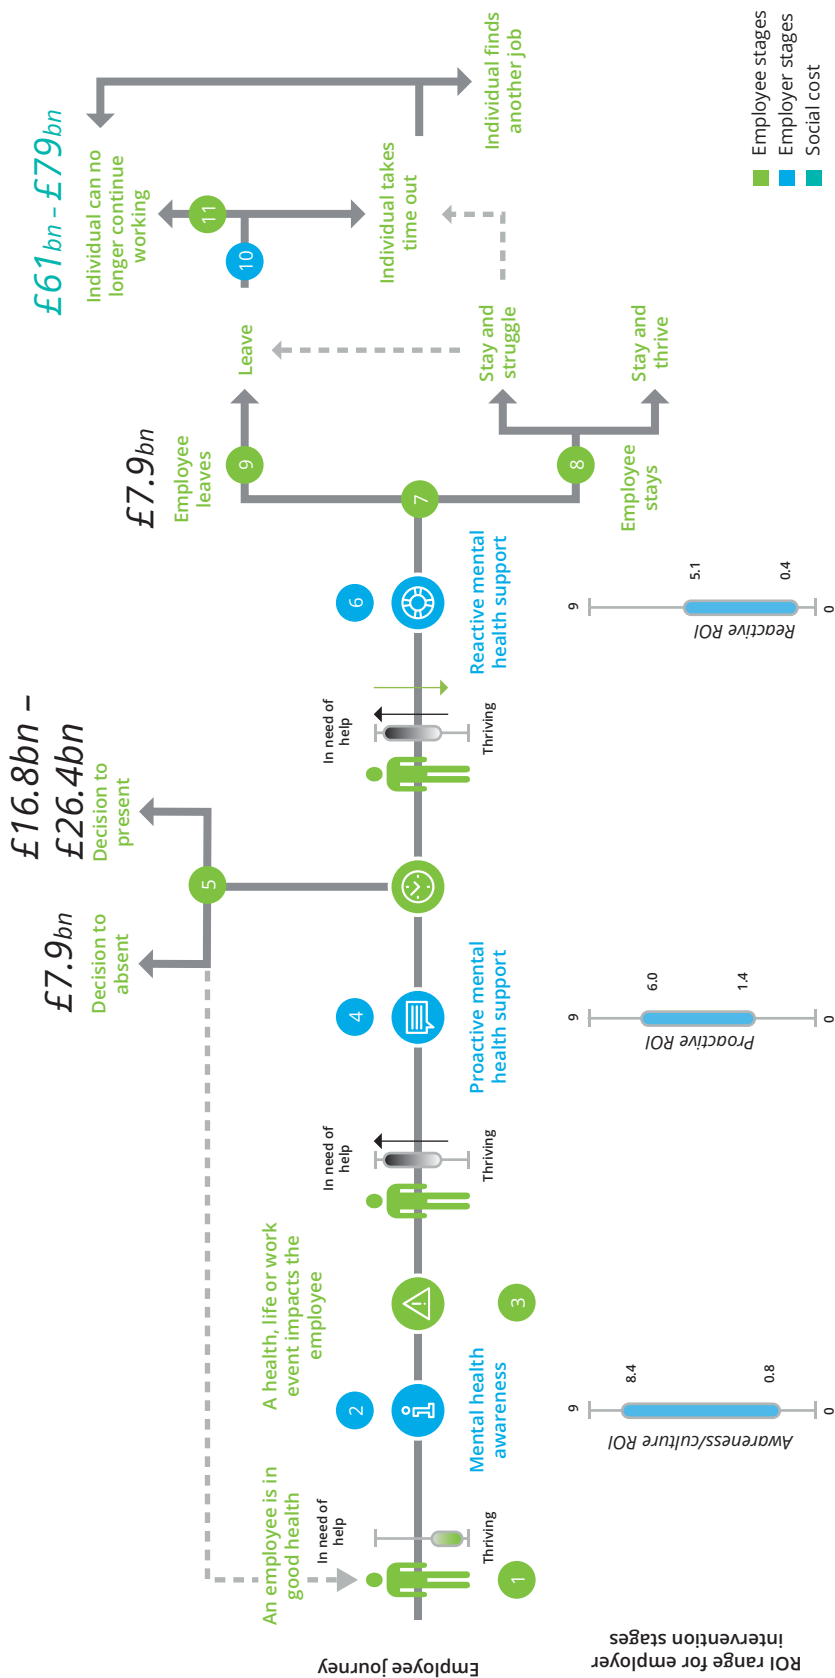 Employee journey
An employee is in
good health
In need of
help
Thriving
1
2
Mental health
awareness
A health, life or work
event impacts the
employee
3
In need of
help
Thriving
4
Proactive mental
health support
£7.9bn
Decision to
absent
5
£16.8bn –
£26.4bn
Decision to
present
In need of
help
Thriving
6
Reactive mental
health support
7
£7.9bn
Employee
leaves
9
Leave
8
Employee
stays
Stay and
struggle
Stay and
thrive
10
11
£61bn – £79bn
Individual can no
longer continue
working
Individual takes
time out
Individual finds
another job
ROI range for employer
intervention stages
Awareness/culture ROI
9
8.4
0.8
0
Proactive ROI
9
6.0
1.4
0
Reactive ROI
9
5.1
0.4
0
Employee stages
Employer stages
Social cost